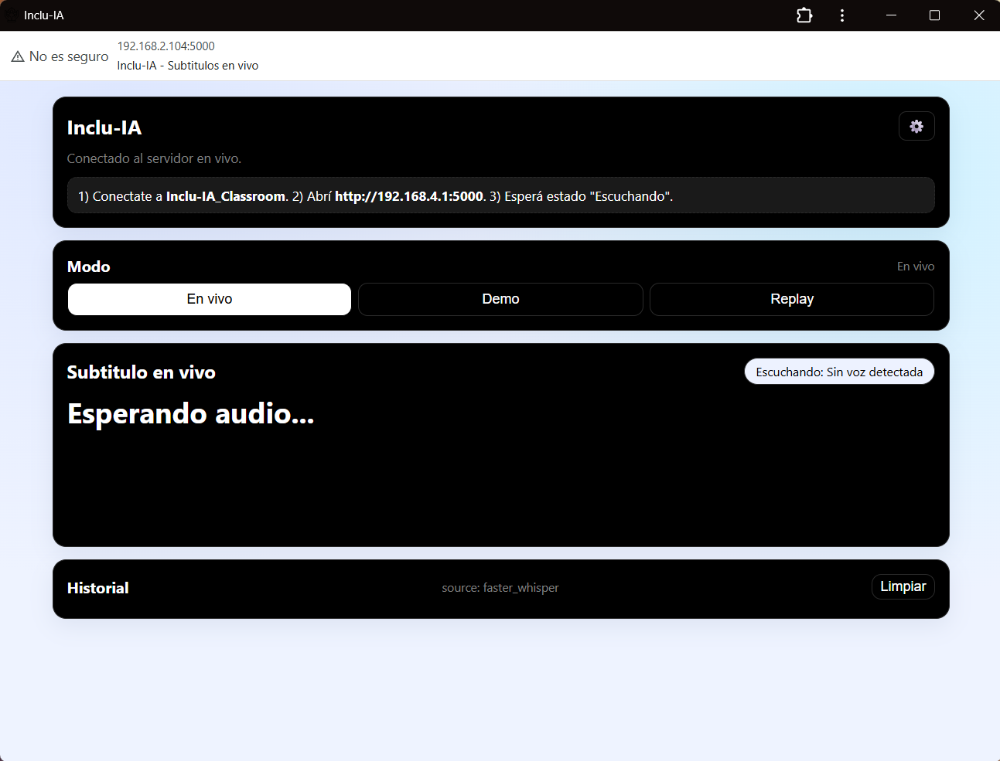 Inclu-IA
No es seguro
192.168.2.104:5000
Inclu-IA - Subtitulos en vivo
Inclu-IA
Conectado al servidor en vivo.
1) Conectate a Inclu-IA_Classroom. 2) Abrí http://192.168.4.1:5000. 3) Esperá estado "Escuchando".
Modo
En vivo
En vivo
Demo
Replay
Subtitulo en vivo
Escuchando: Sin voz detectada
Esperando audio...
Historial
source: faster_whisper
Limpiar